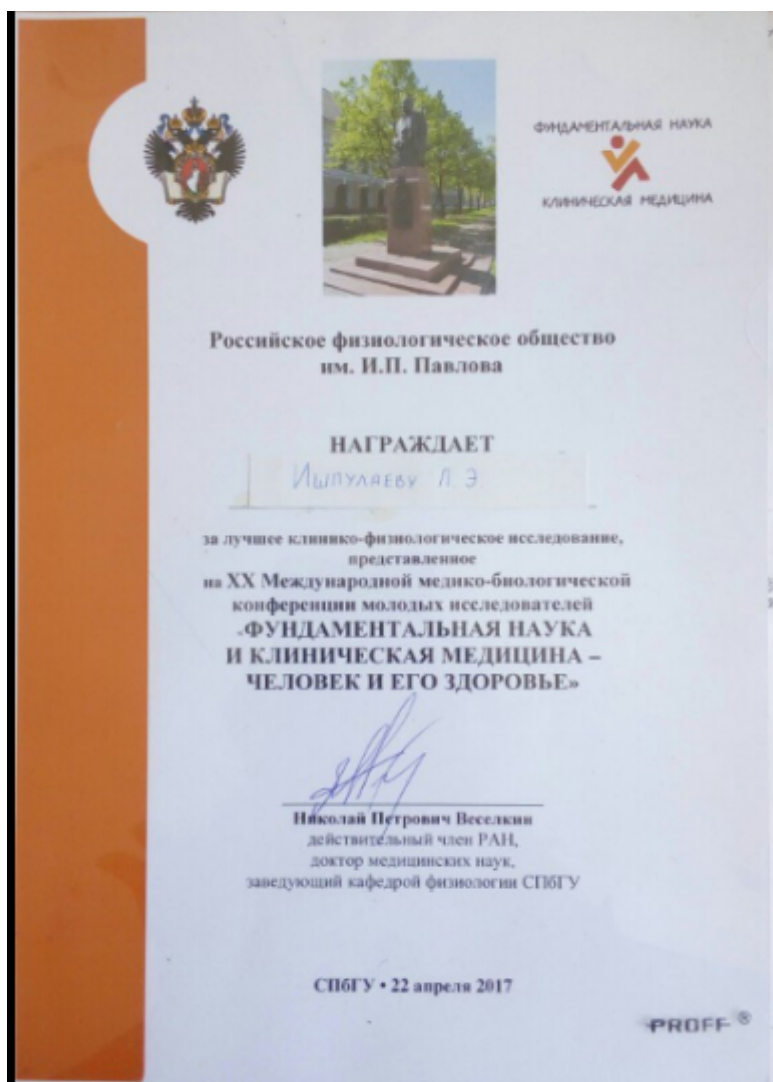 ФУНДАМЕНТАЛЬНАЯ НАУКА
КЛИНИЧЕСКАЯ МЕДИЦИНА
Российское физиологическое общество
им. И.П. Павлова
НАГРАЖДАЕТ
Ишпулаеву Л. Э.
за лучшее клинико-физиологическое исследование,
представленное
на XX Международной медико-биологической
конференции молодых исследователей
«ФУНДАМЕНТАЛЬНАЯ НАУКА
И КЛИНИЧЕСКАЯ МЕДИЦИНА –
ЧЕЛОВЕК И ЕГО ЗДОРОВЬЕ»
Николай Петрович Веселкин
действительный член РАН,
доктор медицинских наук,
заведующий кафедрой физиологии СПбГУ
СПбГУ • 22 апреля 2017
PROFF ®